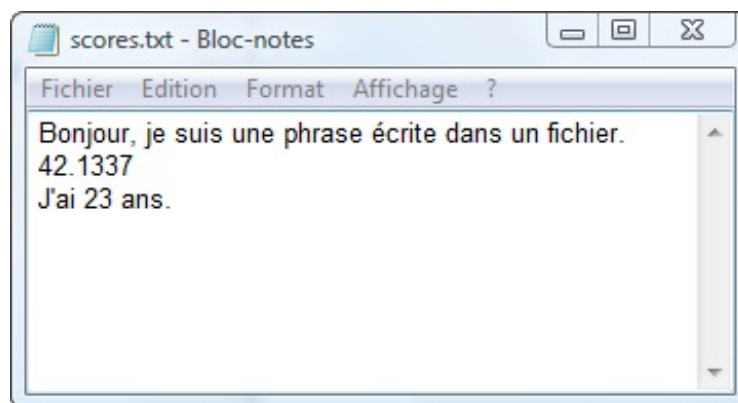 scores.txt - Bloc-notes
Fichier Edition Format Affichage ?
Bonjour, je suis une phrase écrite dans un fichier.
42.1337
J'ai 23 ans.